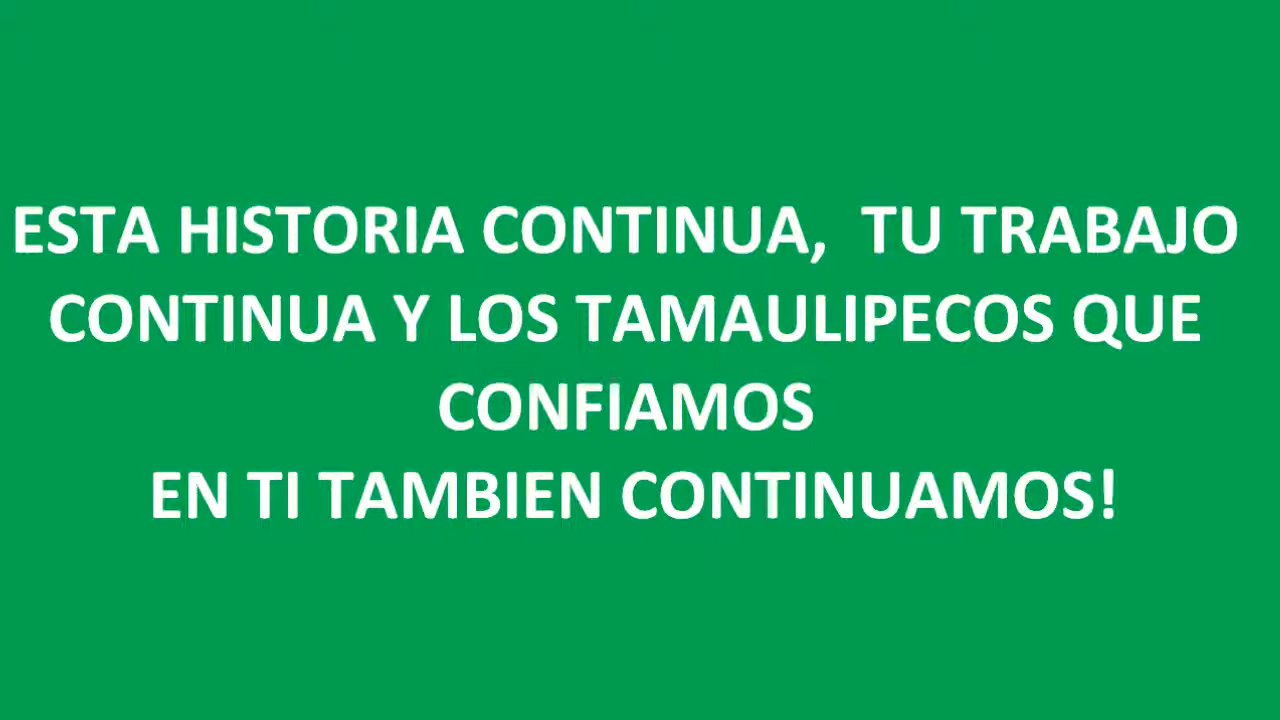 ESTA HISTORIA CONTINUA,  TU TRABAJO
CONTINUA Y LOS TAMAULIPECOS QUE
CONFIAMOS
EN TI TAMBIEN CONTINUAMOS!